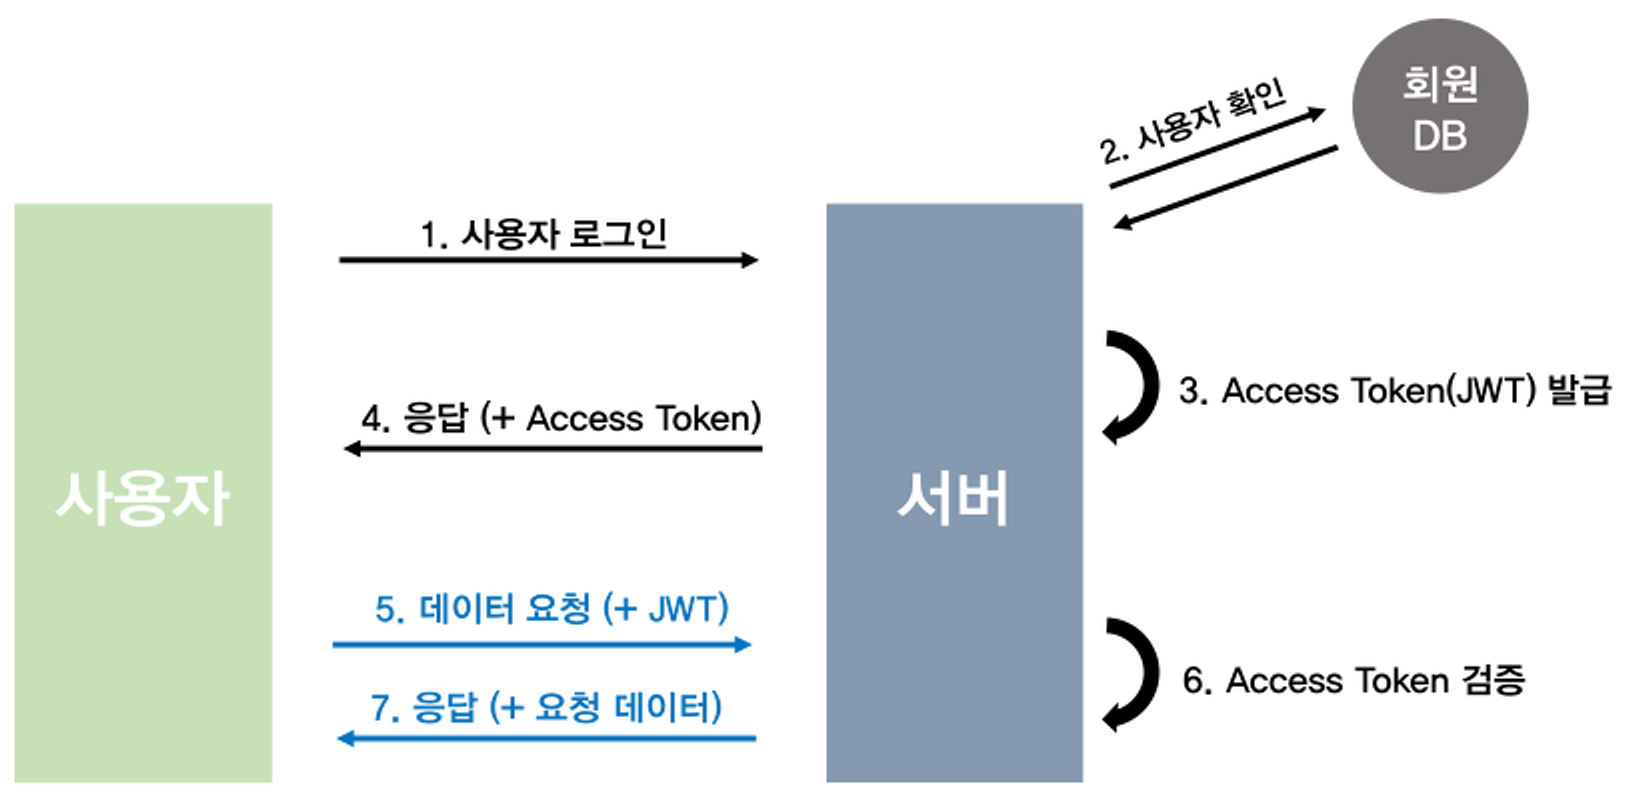 회원
DB
2. 사용자 확인
1. 사용자 로그인
3. Access Token(JWT) 발급
4. 응답 (+ Access Token)
사용자
서버
5. 데이터 요청 (+ JWT)
6. Access Token 검증
7. 응답 (+ 요청 데이터)